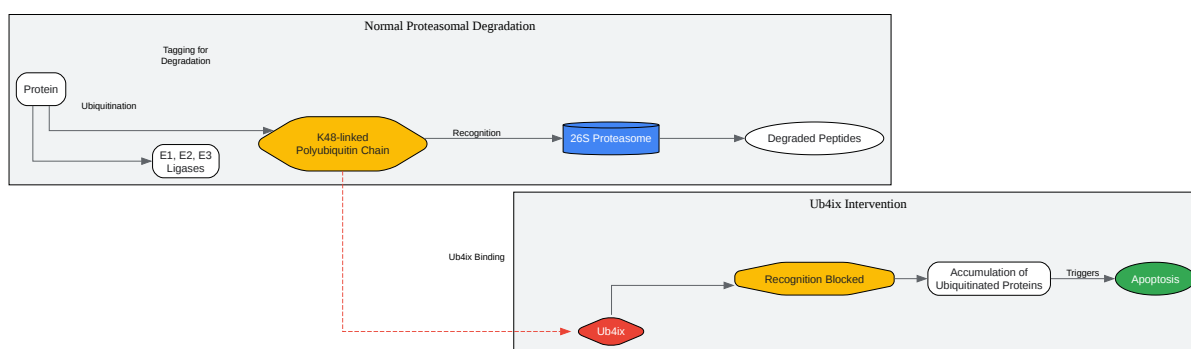 Normal Proteasomal Degradation
Tagging for
Degradation
Protein
Ubiquitination
K48-linked
Polyubiquitin Chain
Recognition
26S Proteasome
Degraded Peptides
E1, E2, E3
Ligases
Ub4ix Intervention
Ub4ix Binding
Recognition Blocked
Accumulation of
Ubiquitinated Proteins
Triggers
Apoptosis
Ub4ix